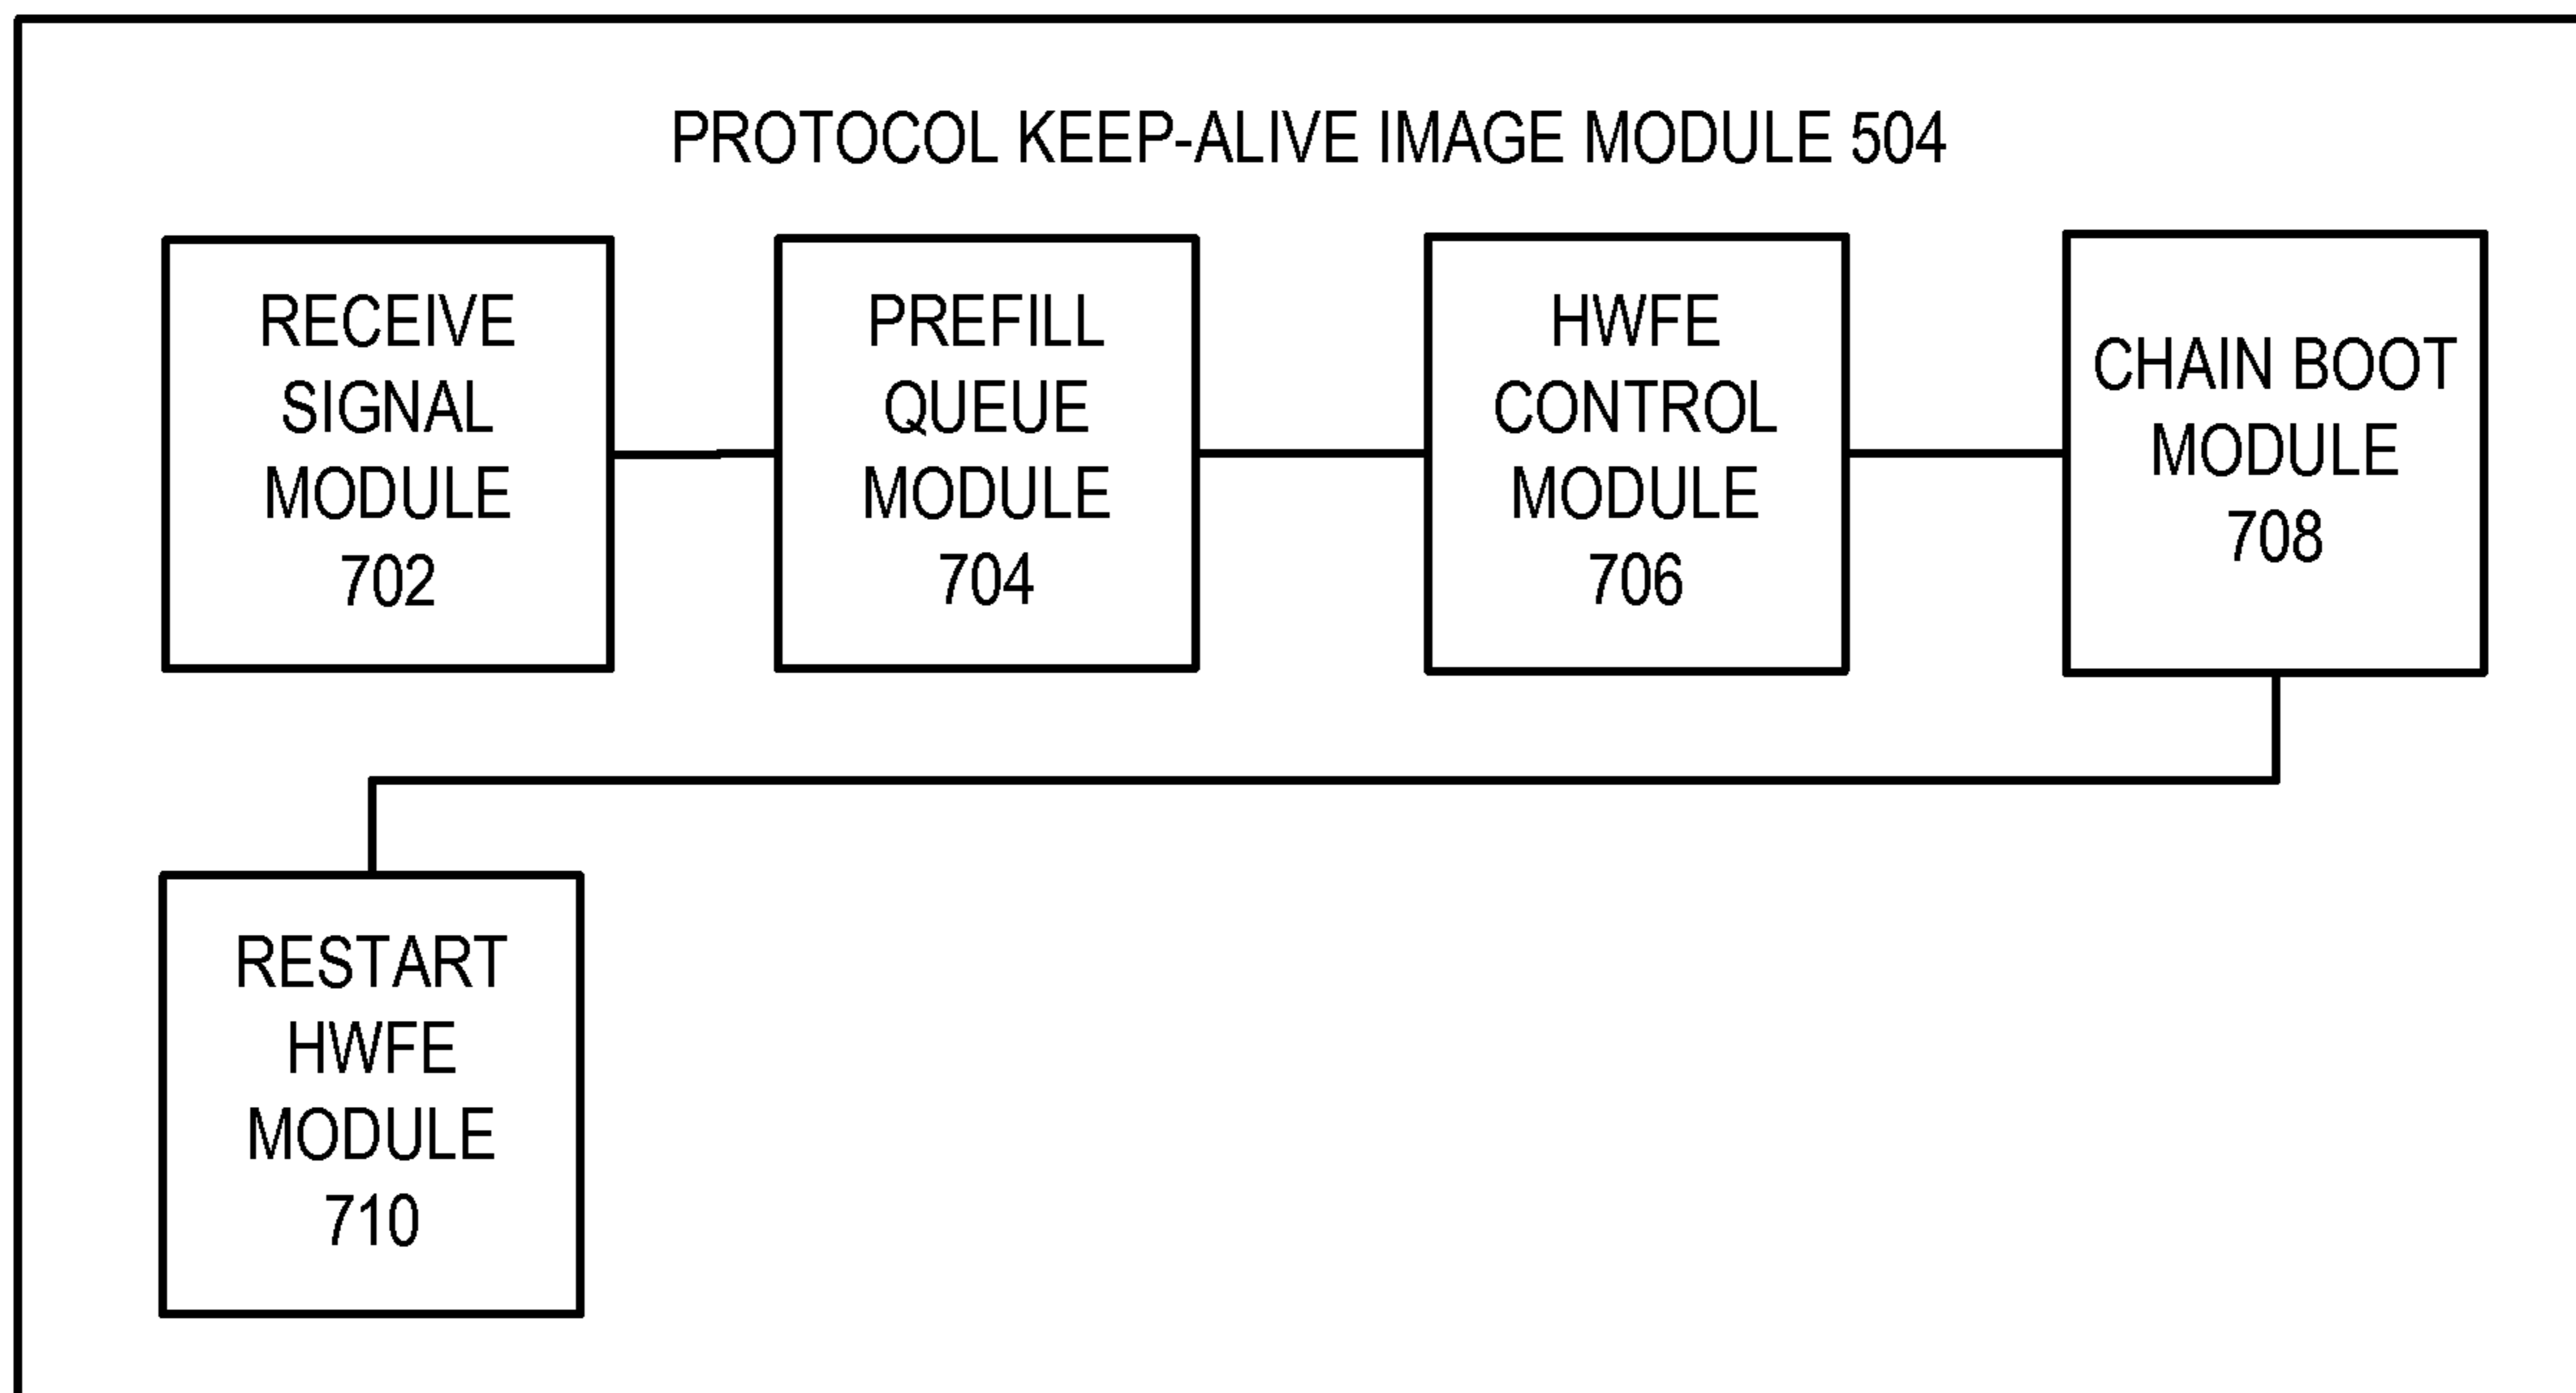 PROTOCOL KEEP-ALIVE IMAGE MODULE 504
RECEIVE
SIGNAL
MODULE
702
PREFILL
QUEUE
MODULE
704
HWFE
CONTROL
MODULE
706
CHAIN BOOT
MODULE
708
RESTART
HWFE
MODULE
710